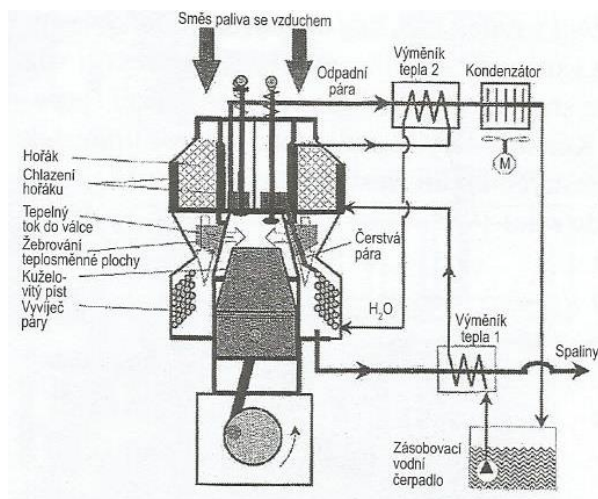 Směs paliva se vzduchem
Odpadní
pára
Výměník
tepla 2
Kondenzátor
M
Hořák
Chlazení
hořáku
Tepelný
tok do válce
Žebrování
teplosměnné plochy
Kuželo-
vitý píst
Vyvíječ
páry
Čerstvá
pára
H2O
Výměník
tepla 1
Spaliny
Zásobovací
vodní
čerpadlo